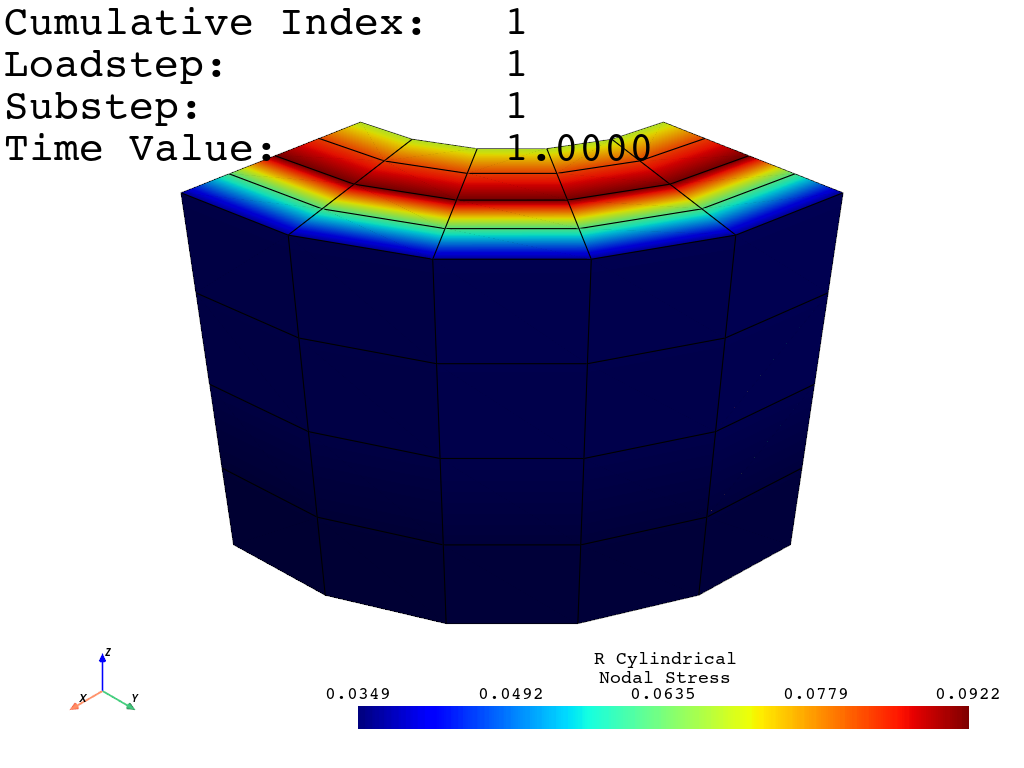 Cumulative Index: 1
Loadstep: 1
Substep: 1
Time Value: 1.0000
Z
X Y
R Cylindrical
Nodal Stress
0.0349 0.0492 0.0635 0.0779 0.0922